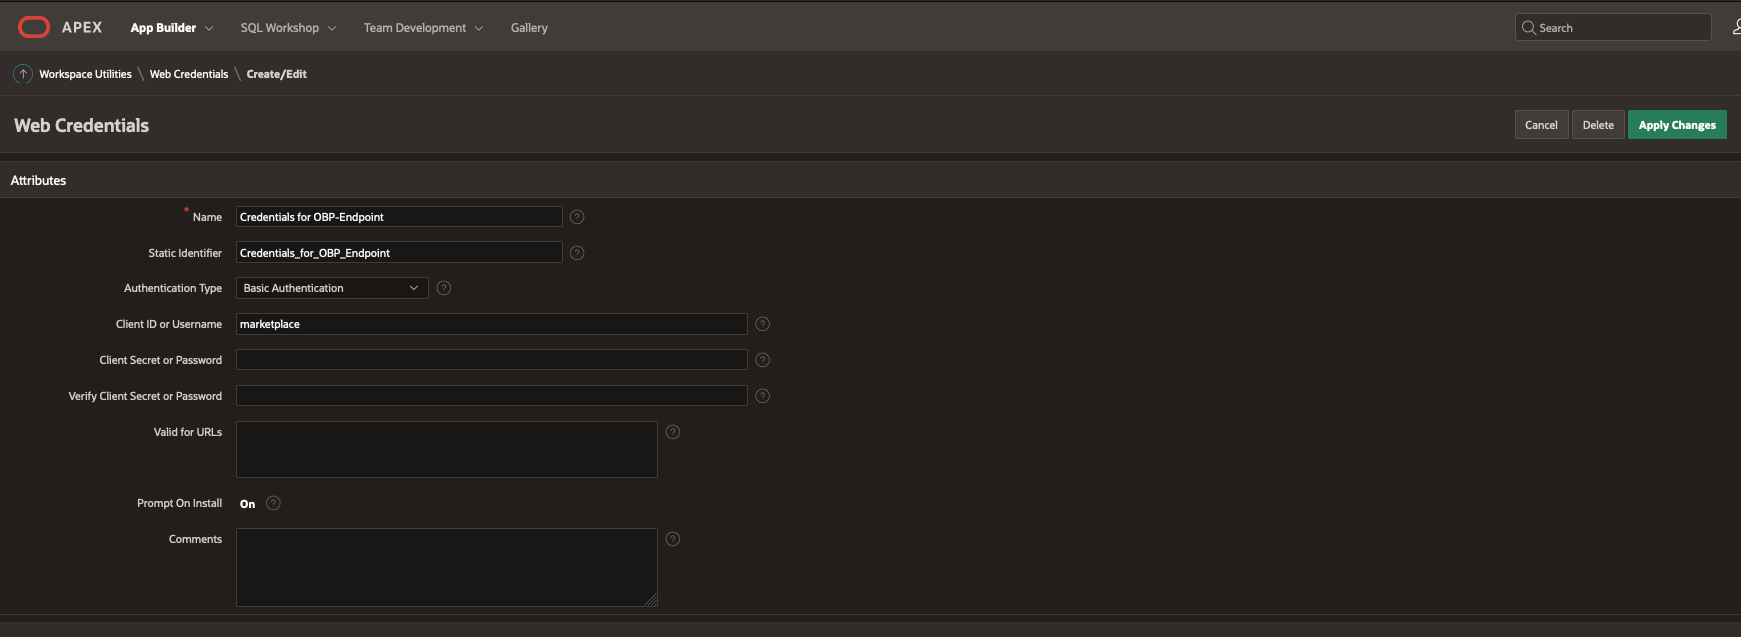 APEX App Builder SQL Workshop Team Development Gallery Search
Workspace Utilities \ Web Credentials \ Create/Edit
Web Credentials Cancel Delete Apply Changes
Attributes
* Name Credentials for OBP-Endpoint ?
Static Identifier Credentials_for_OBP_Endpoint ?
Authentication Type Basic Authentication ?
Client ID or Username marketplace ?
Client Secret or Password ?
Verify Client Secret or Password ?
Valid for URLs ?
Prompt On Install On ?
Comments ?